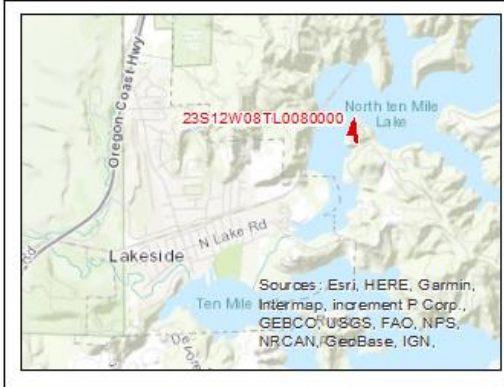 Oregon-Coast Hwy
23S12W08TL0080000
North ten Mile
Lake
N Lake Rd
Lakeside
Rd
Ten Mile
Sources: Esri, HERE, Garmin,
Intermap, increment P Corp.,
GEBCO, USGS, FAO, NPS,
NRCAN, GeoBase, IGN,